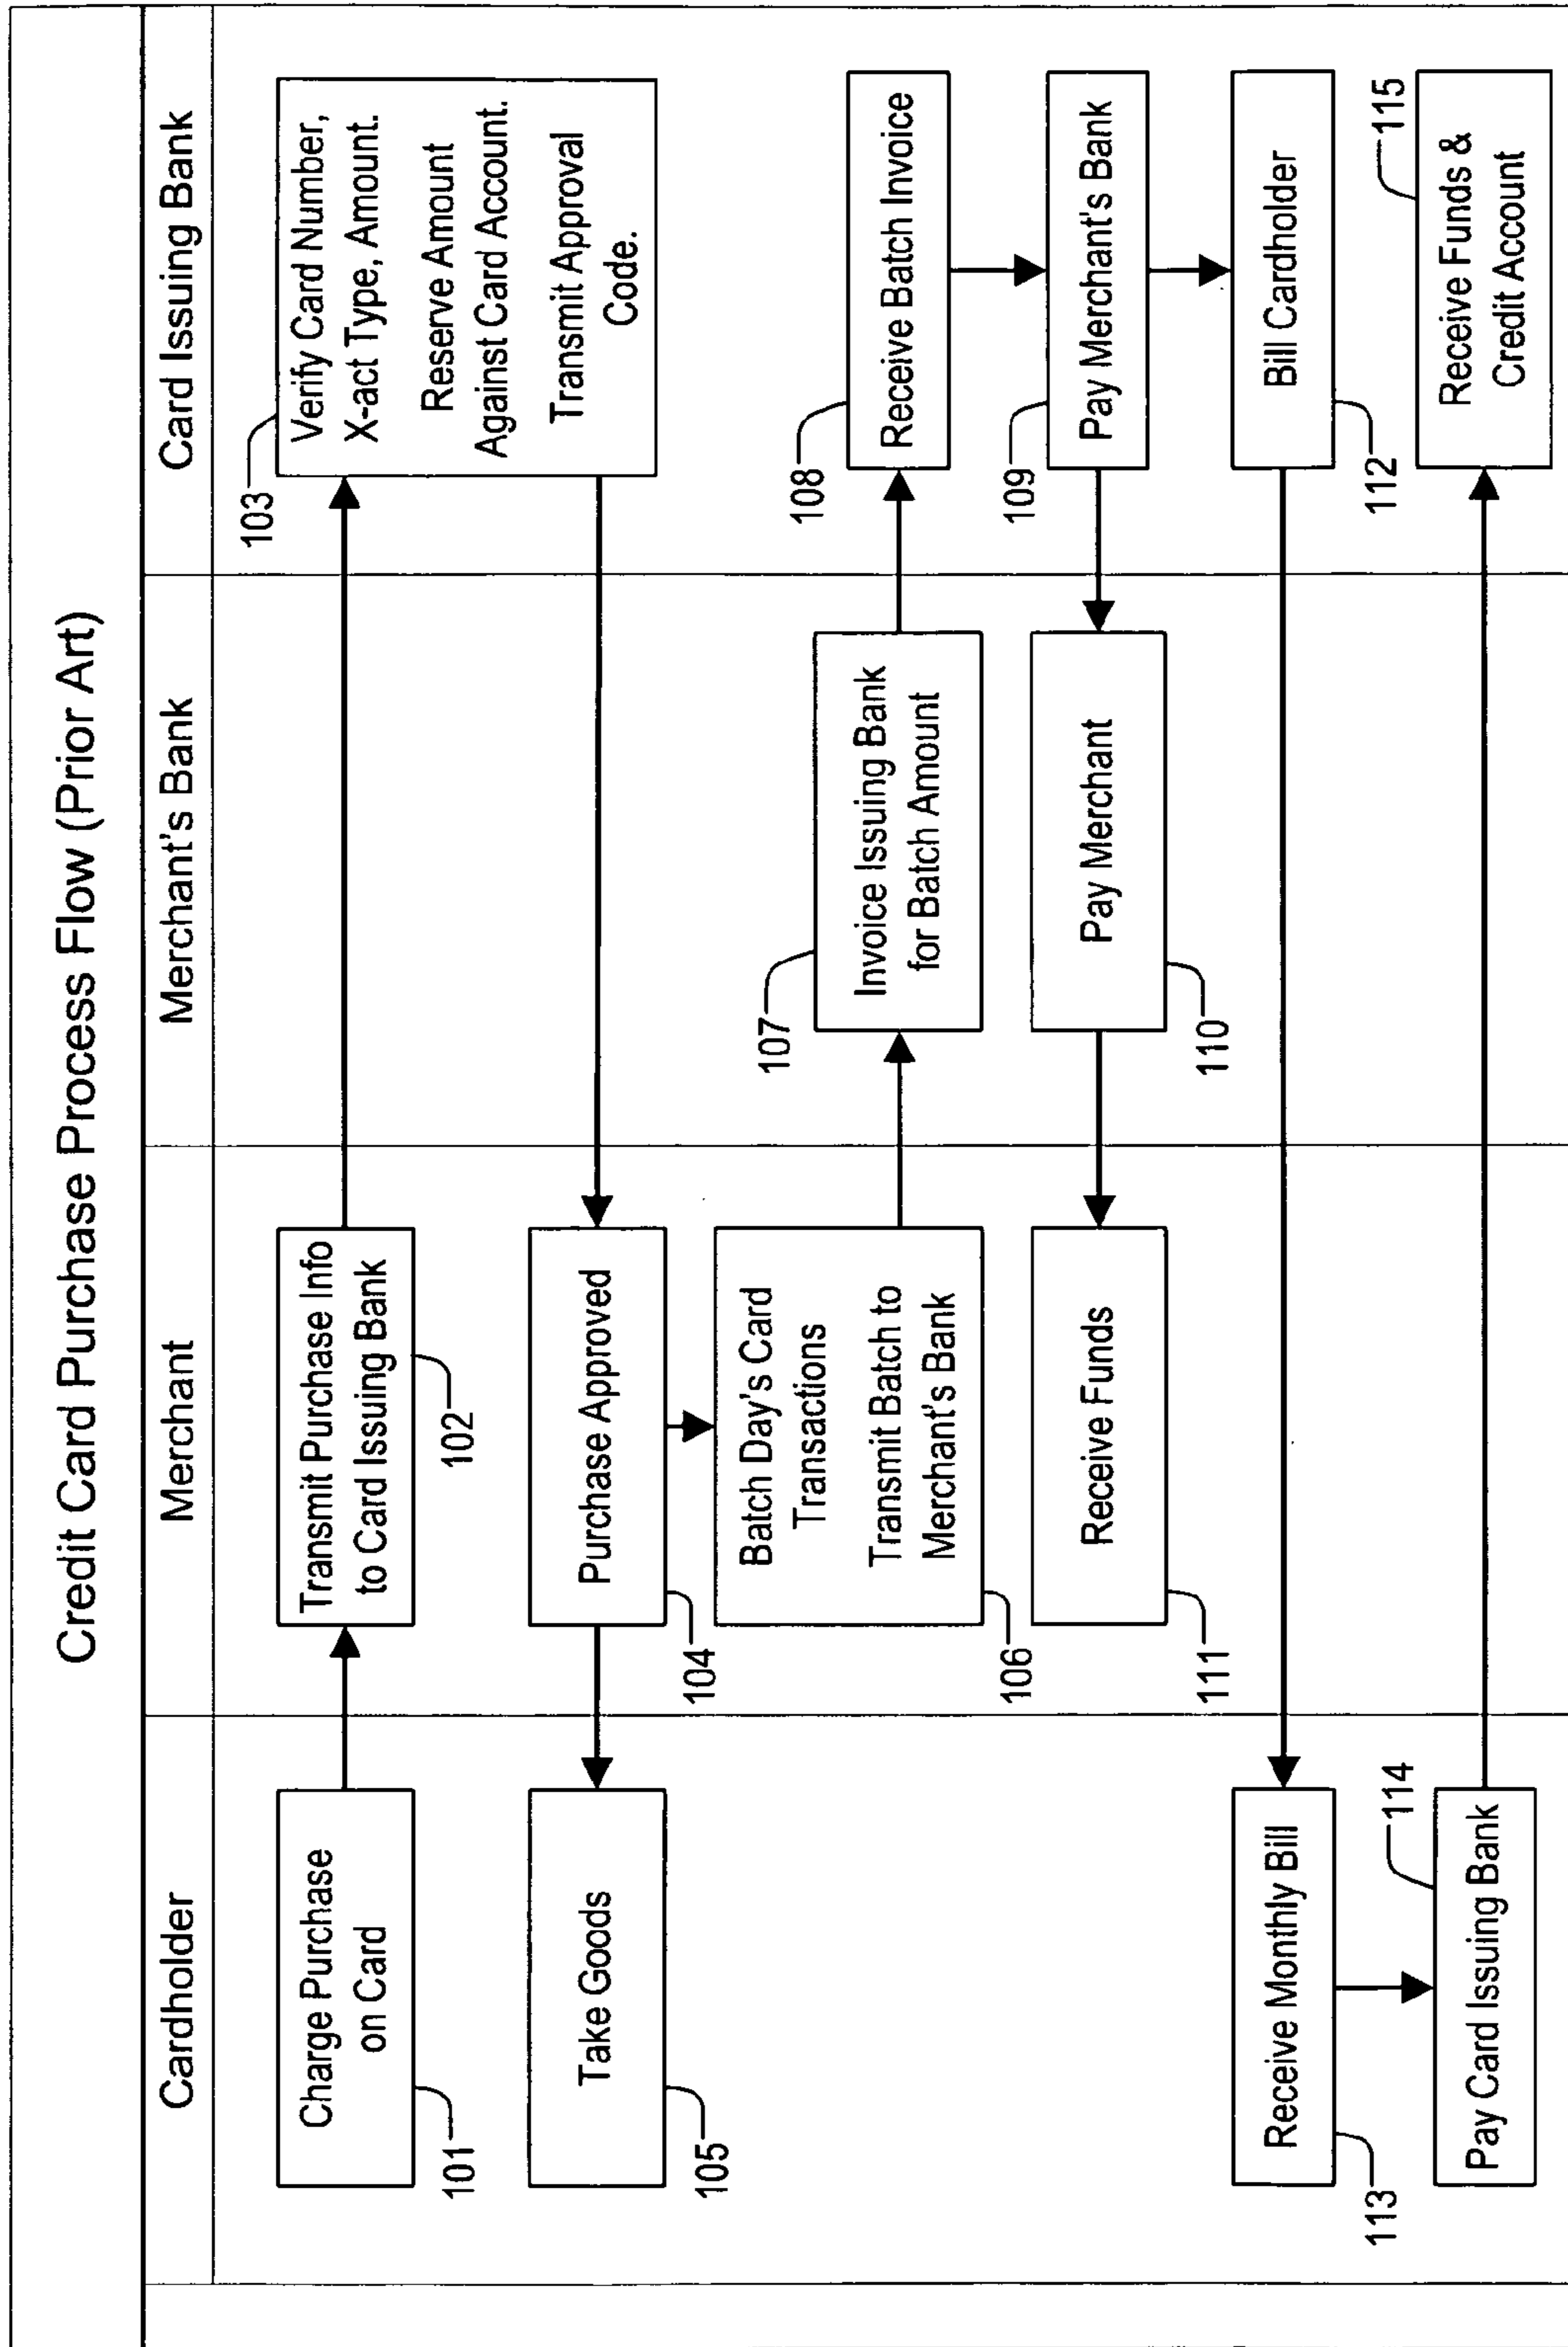 Credit Card Purchase Process Flow (Prior Art)
Cardholder
Merchant
Merchant's Bank
Card Issuing Bank
Charge Purchase
on Card
101
Transmit Purchase Info
to Card Issuing Bank
102
103
Verify Card Number,
X-act Type, Amount.
Reserve Amount
Against Card Account.
Transmit Approval
Code.
Take Goods
105
Purchase Approved
104
Batch Day's Card
Transactions
Transmit Batch to
Merchant's Bank
106
107
Invoice Issuing Bank
for Batch Amount
108
Receive Batch Invoice
109
Pay Merchant's Bank
Pay Merchant
110
Receive Funds
111
Bill Cardholder
112
Receive Monthly Bill
113
114
Pay Card Issuing Bank
115
Receive Funds &
Credit Account